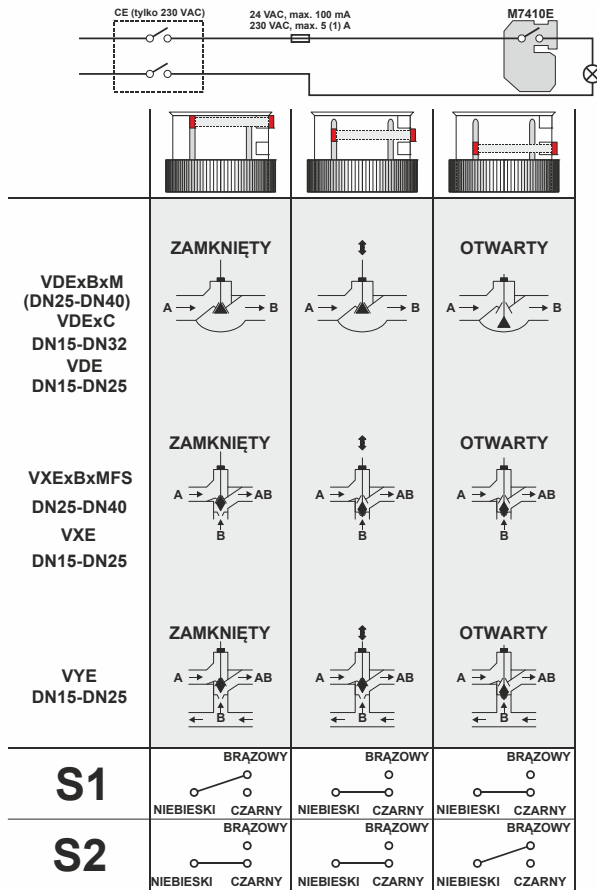 CE (tylko 230 VAC)
24 VAC, max. 100 mA
230 VAC, max. 5 (1) A
M7410E
VDExBxM
(DN25-DN40)
VDExC
DN15-DN32
VDE
DN15-DN25
ZAMKNIĘTY
OTWARTY
A B A B A B
VXExBxMFS
DN25-DN40
VXE
DN15-DN25
ZAMKNIĘTY
OTWARTY
A AB A AB A AB
B B B
VYE
DN15-DN25
ZAMKNIĘTY
OTWARTY
A AB A AB A AB
B B B
S1
BRĄZOWY BRĄZOWY BRĄZOWY
NIEBIESKI CZARNY NIEBIESKI CZARNY NIEBIESKI CZARNY
S2
BRĄZOWY BRĄZOWY BRĄZOWY
NIEBIESKI CZARNY NIEBIESKI CZARNY NIEBIESKI CZARNY